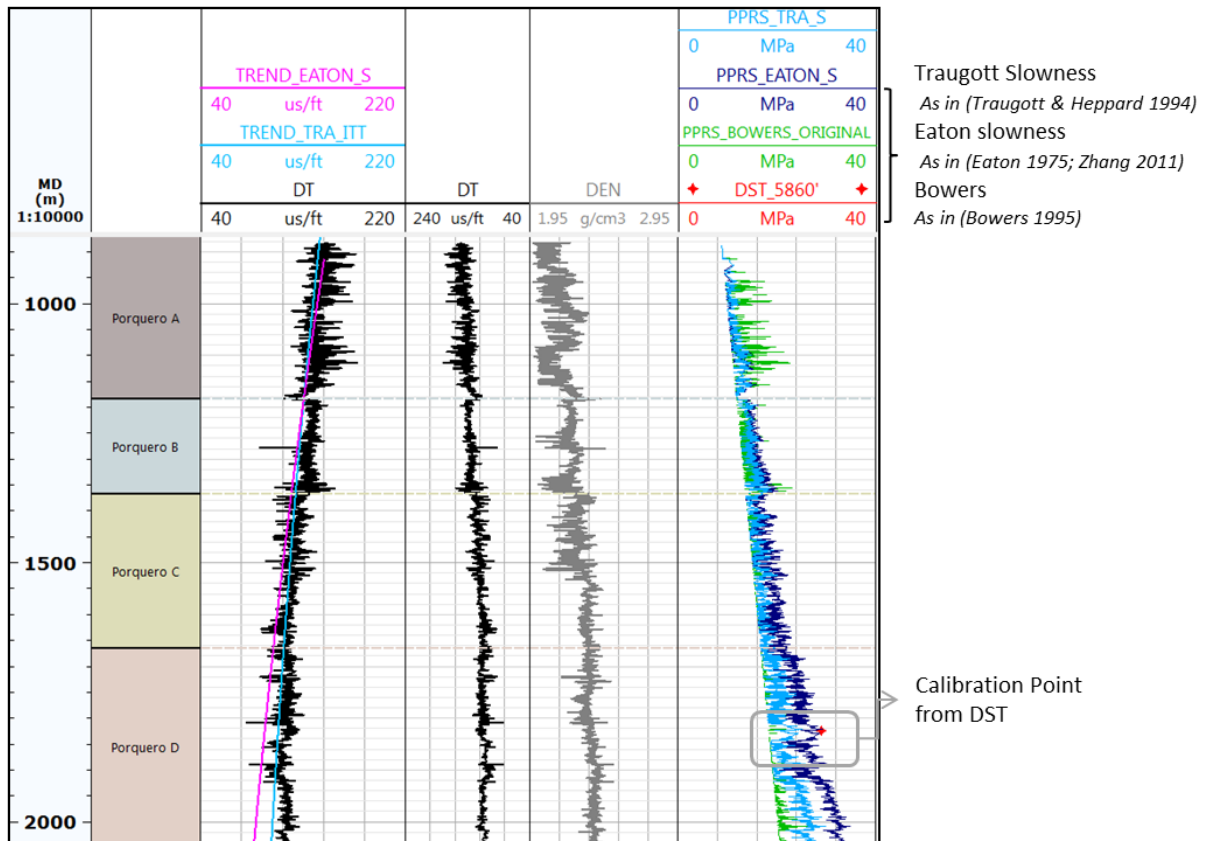 PPRS_TRA_S
0 MPa 40
TREND_EATON_S
PPRS_EATON_S
Traugott Slowness
40 us/ft 220
0 MPa 40
As in (Traugott & Heppard 1994)
TREND_TRA_ITT
PPRS_BOWERS_ORIGINAL
Eaton slowness
40 us/ft 220
0 MPa 40
As in (Eaton 1975; Zhang 2011)
MD
(m)
1:10000
DT
DT
DEN
DST_5860'
Bowers
40 us/ft 220
240 us/ft 40
1.95 g/cm3 2.95
0 MPa 40
As in (Bowers 1995)
1000
Porquero A
Porquero B
1500
Porquero C
Calibration Point
from DST
Porquero D
2000